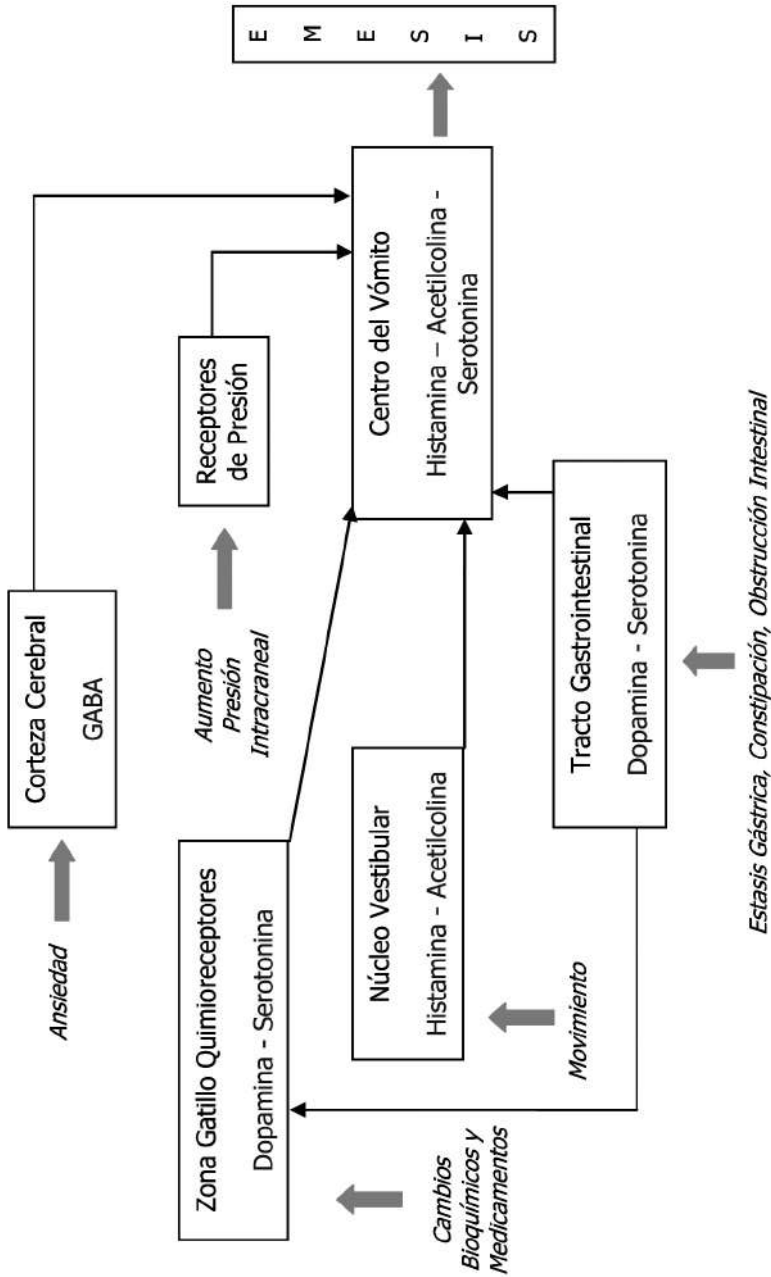 Ansiedad
Corteza Cerebral
GABA
Cambios
Bioquímicos y
Medicamentos
Zona Gatillo Quimioreceptores
Dopamina - Serotonina
Aumento
Presión
Intracraneal
Receptores
de Presión
Movimiento
Núcleo Vestibular
Histamina - Acetilcolina
Centro del Vómito
Histamina – Acetilcolina -
Serotonina
E M E S I S
Tracto Gastrointestinal
Dopamina - Serotonina
Estasis Gástrica, Constipación, Obstrucción Intestinal